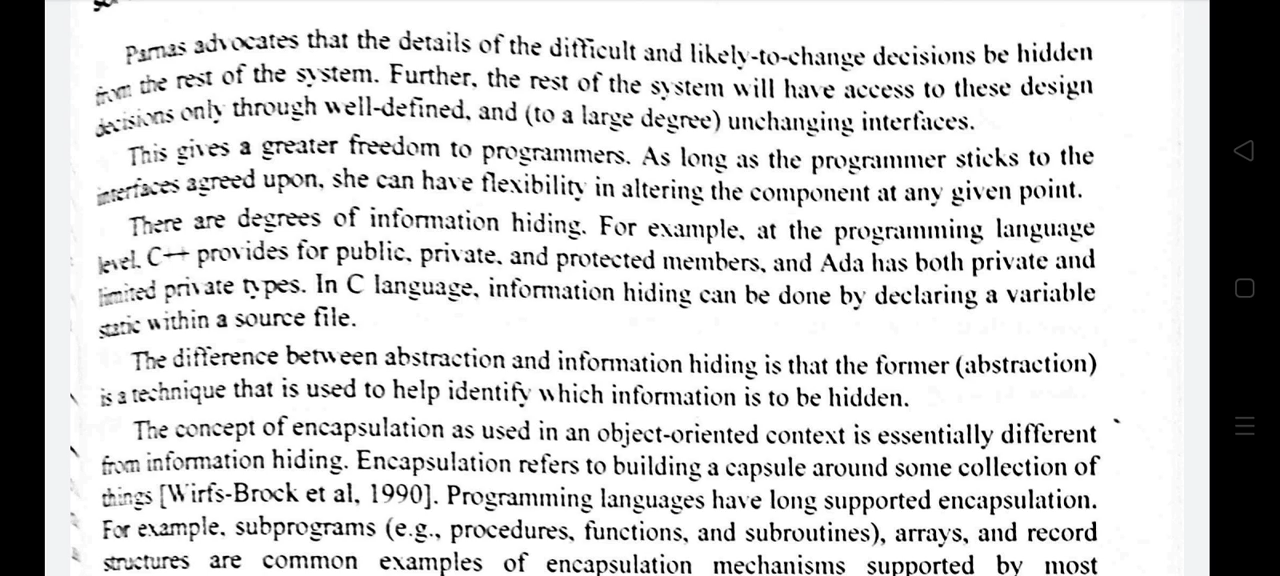 Parnas advocates that the details of the difficult and likely-to-change decisions be hidden
from the rest of the system. Further, the rest of the system will have access to these design
decisions only through well-defined, and (to a large degree) unchanging interfaces.
This gives a greater freedom to programmers. As long as the programmer sticks to the
interfaces agreed upon, she can have flexibility in altering the component at any given point.
There are degrees of information hiding. For example, at the programming language
level, C++ provides for public, private, and protected members, and Ada has both private and
limited private types. In C language, information hiding can be done by declaring a variable
static within a source file.
The difference between abstraction and information hiding is that the former (abstraction)
is a technique that is used to help identify which information is to be hidden.
The concept of encapsulation as used in an object-oriented context is essentially different
from information hiding. Encapsulation refers to building a capsule around some collection of
things [Wirfs-Brock et al, 1990]. Programming languages have long supported encapsulation.
For example, subprograms (e.g., procedures, functions, and subroutines), arrays, and record
structures are common examples of encapsulation mechanisms supported by most